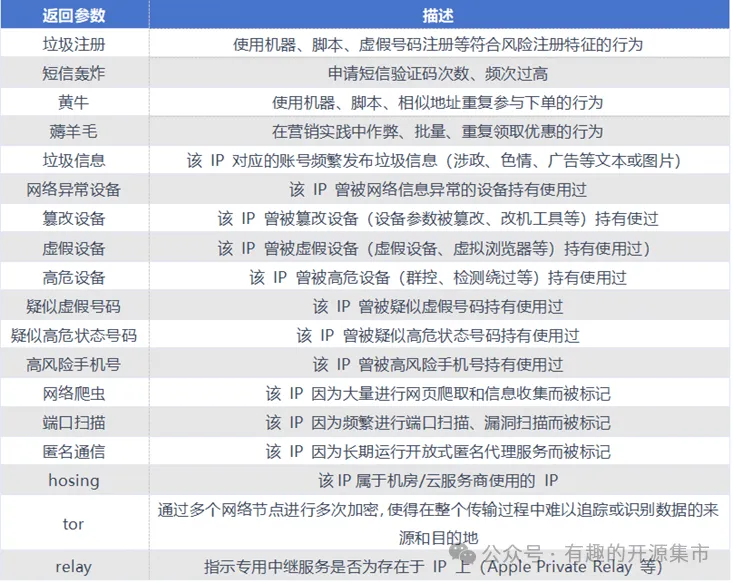 返回参数 描述
垃圾注册 使用机器、脚本、虚假号码注册等符合风险注册特征的行为
短信轰炸 申请短信验证码次数、频次过高
黄牛 使用机器、脚本、相似地址重复参与下单的行为
薅羊毛 在营销实践中作弊、批量、重复领取优惠的行为
垃圾信息 该 IP 对应的账号频繁发布垃圾信息（涉政、色情、广告等文本或图片）
网络异常设备 该 IP 曾被网络信息异常的设备持有使用过
篡改设备 该 IP 曾被篡改设备（设备参数被篡改、改机工具等）持有使过
虚假设备 该 IP 曾被虚假设备（虚假设备、虚拟浏览器等）持有使用过）
高危设备 该 IP 曾被高危设备（群控、检测绕过等）持有使用过
疑似虚假号码 该 IP 曾被疑似虚假号码持有使用过
疑似高危状态号码 该 IP 曾被疑似高危状态号码持有使用过
高风险手机号 该 IP 曾被高风险手机号持有使用过
网络爬虫 该 IP 因为大量进行网页爬取和信息收集而被标记
端口扫描 该 IP 因为频繁进行端口扫描、漏洞扫描而被标记
匿名通信 该 IP 因为长期运行开放式匿名代理服务而被标记
hosing 该IP属于机房/云服务商使用的 IP
tor 通过多个网络节点进行多次加密，使得在整个传输过程中难以追踪或识别数据的来
源和目的地
公众号·有趣的开源集市
relay 指示专用中继服务是否为存在于 IP 上（Apple Private Relay 等）